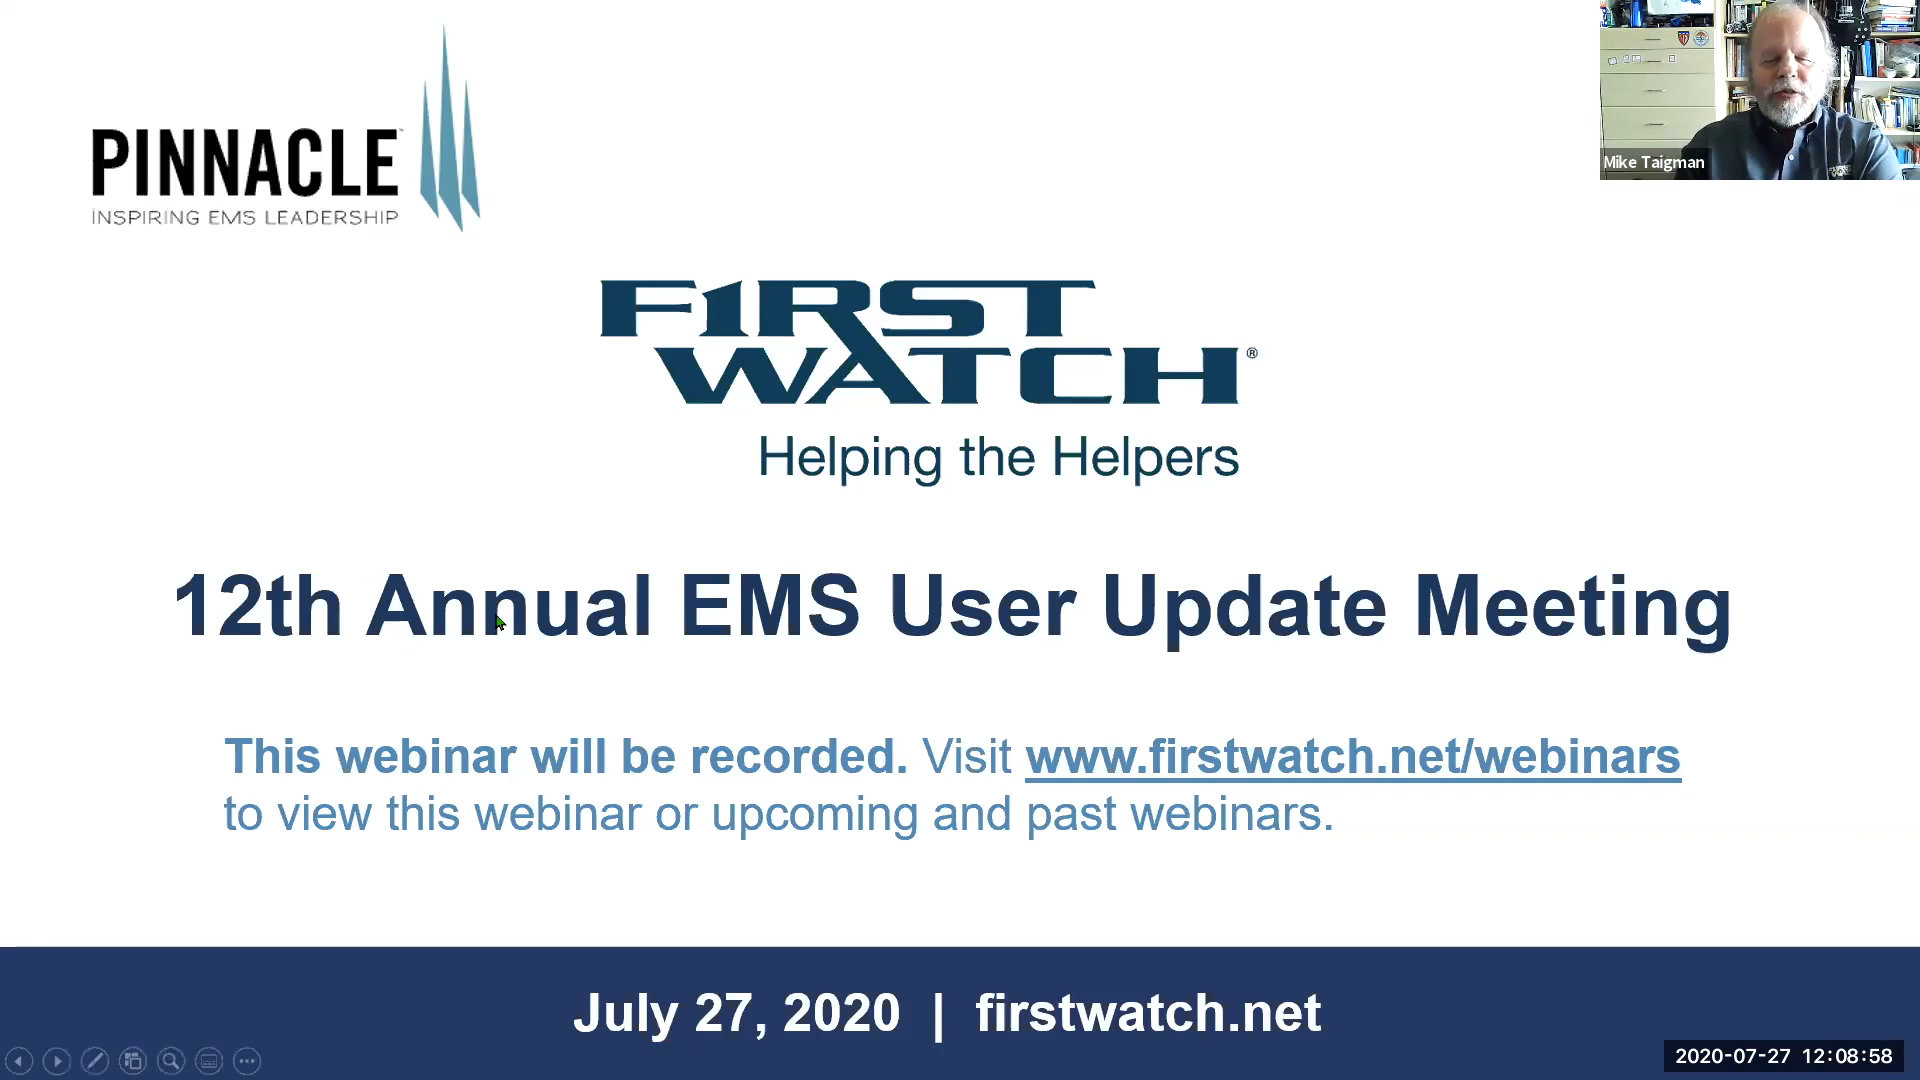 PINNACLE
INSPIRING EMS LEADERSHIP
Mike Taigman
F1RST
WATCH®
Helping the Helpers
12th Annual EMS User Update Meeting
This webinar will be recorded. Visit www.firstwatch.net/webinars
to view this webinar or upcoming and past webinars.
July 27, 2020 | firstwatch.net
2020-07-27 12:08:58